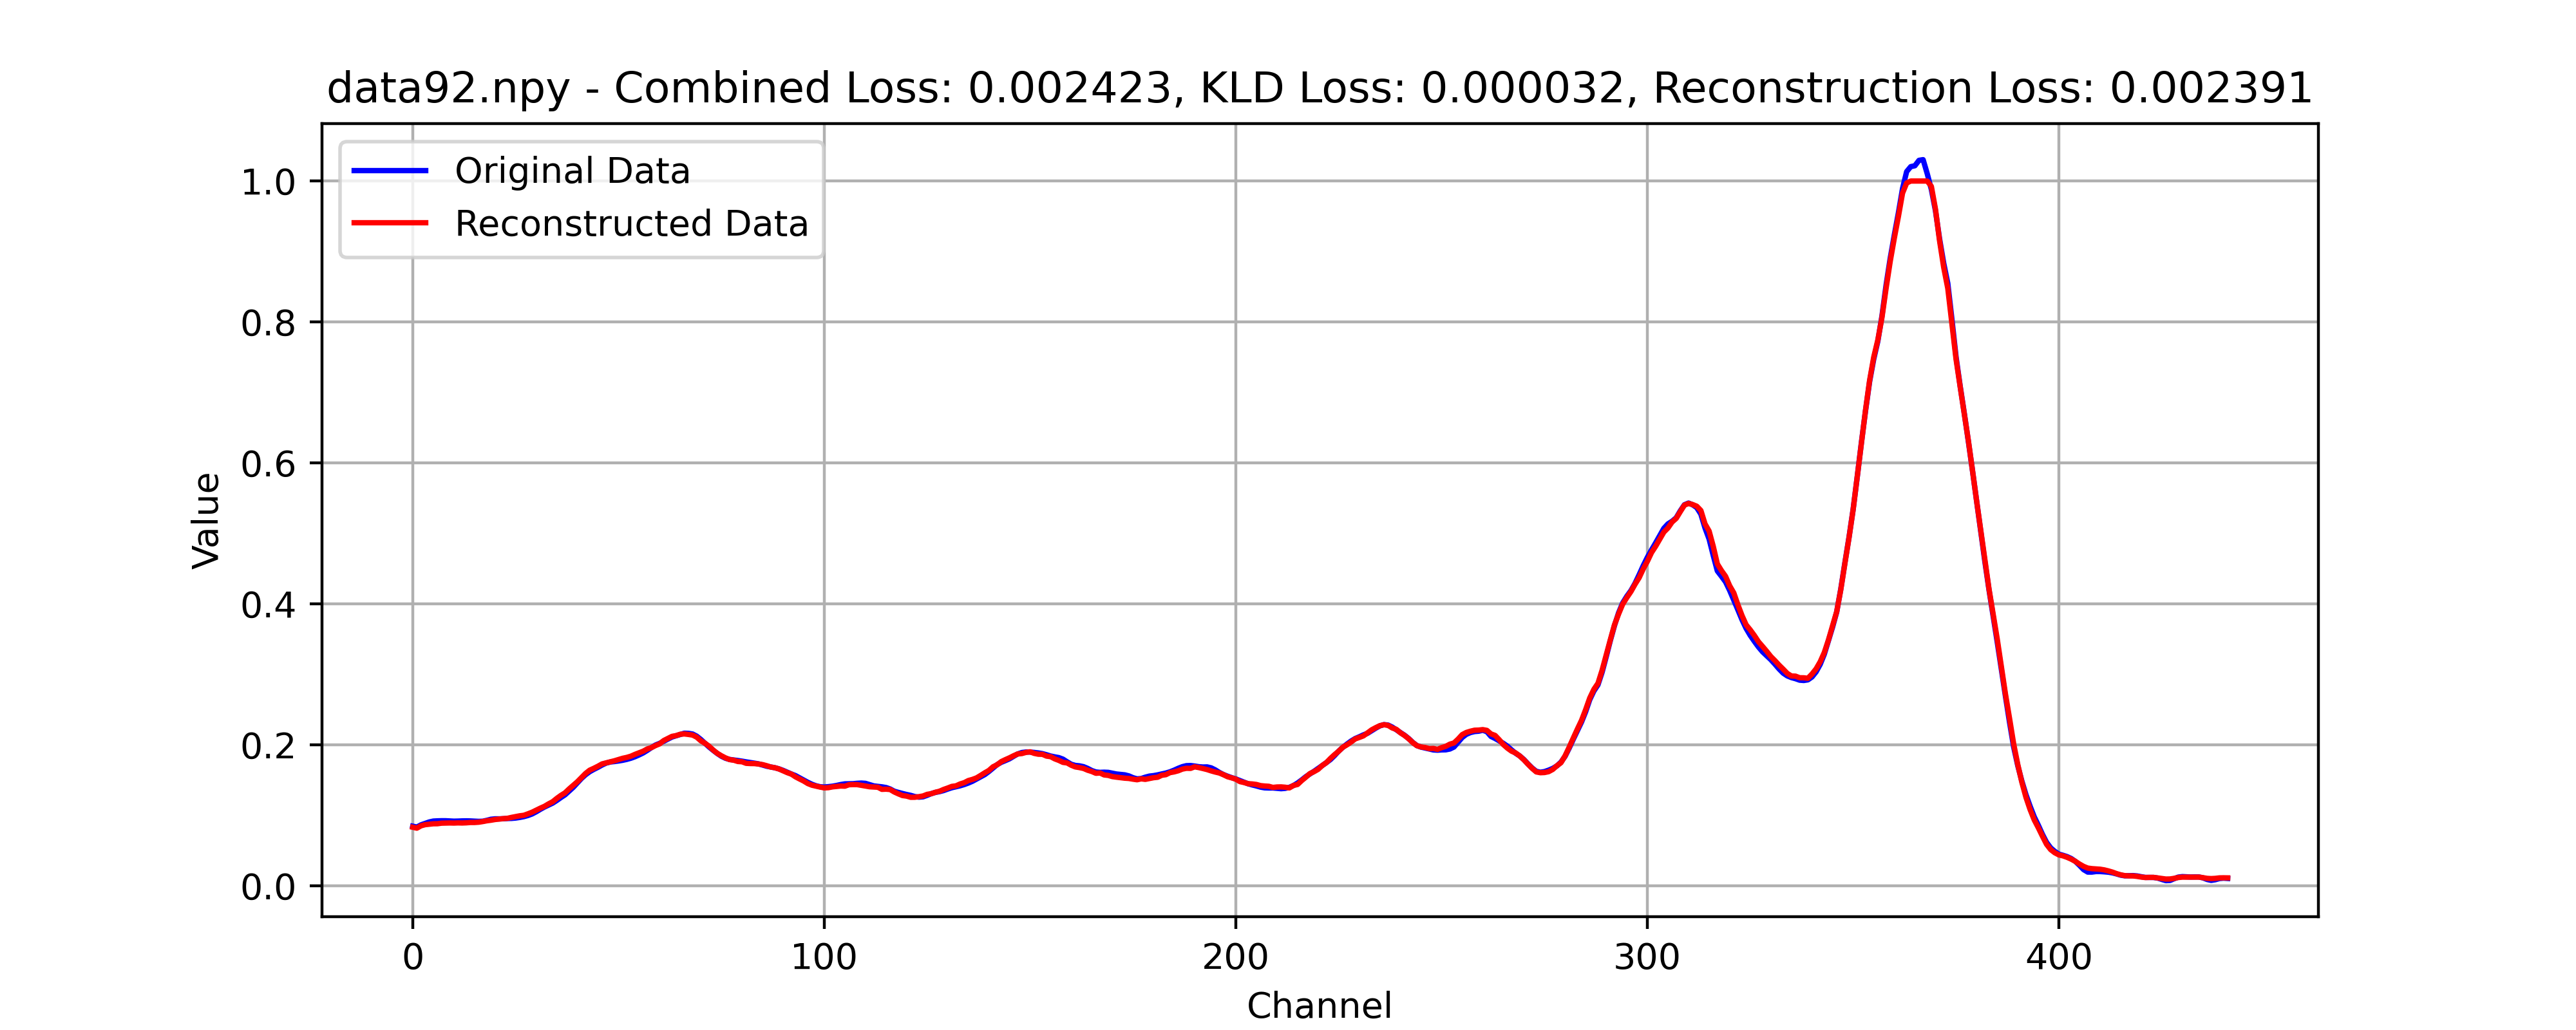 data92.npy - Combined Loss: 0.002423, KLD Loss: 0.000032, Reconstruction Loss: 0.002391
Original Data
Reconstructed Data
1.0
0.8
0.6
0.4
0.2
0.0
Value
0 100 200 300 400
Channel